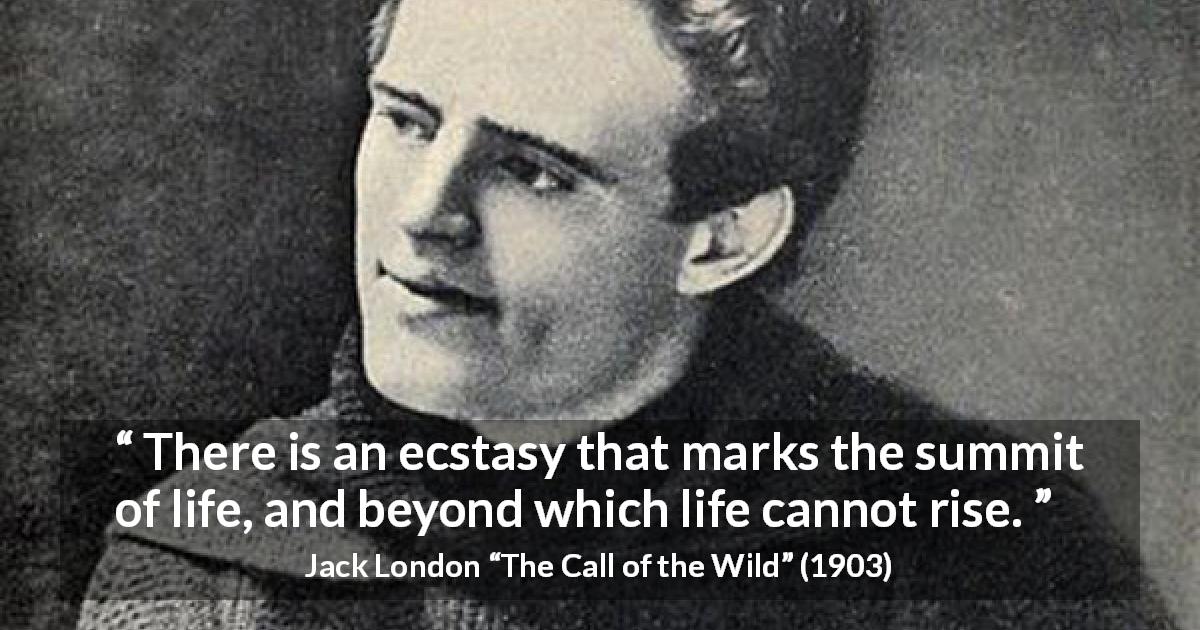 “ There is an ecstasy that marks the summit
of life, and beyond which life cannot rise. ”
Jack London “The Call of the Wild” (1903)